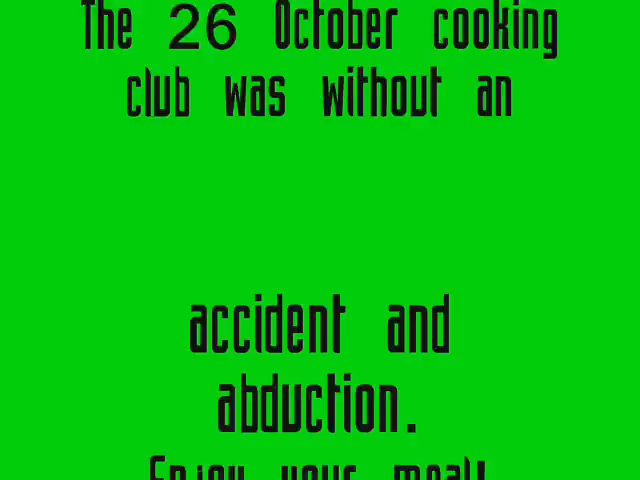 The 26 October cooking
club was without an
accident and
abduction.
Enjoy your meal!